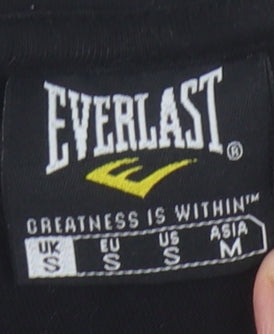 EVERLAST®
GREATNESS IS WITHIN™
UK EU US ASIA
S S S M